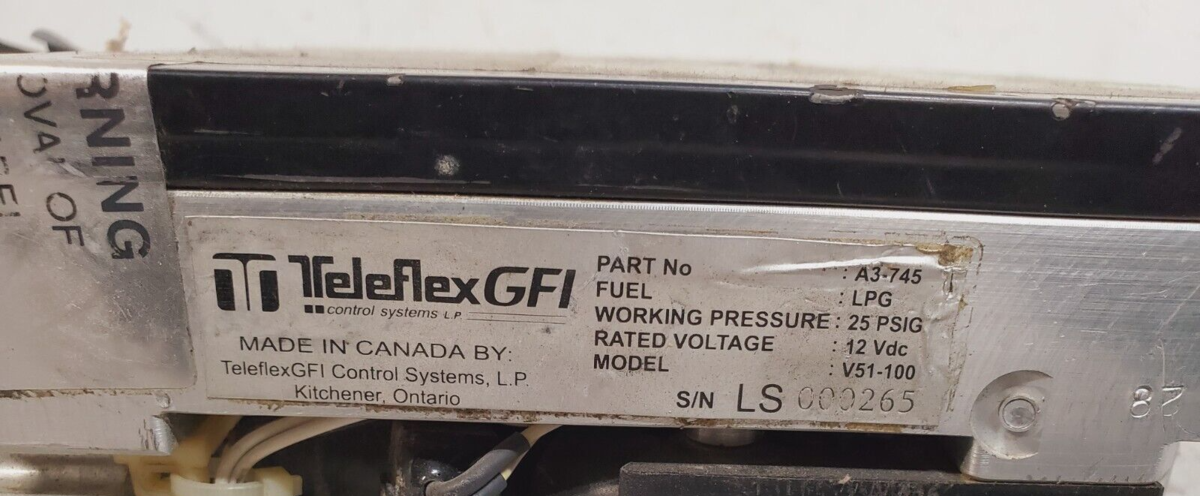 RNING
OVAL OF
TeleflexGFI
control systems L.P.
MADE IN CANADA BY:
TeleflexGFI Control Systems, L.P.
Kitchener, Ontario
PART No : A3-745
FUEL : LPG
WORKING PRESSURE : 25 PSIG
RATED VOLTAGE : 12 Vdc
MODEL : V51-100
S/N LS 000265